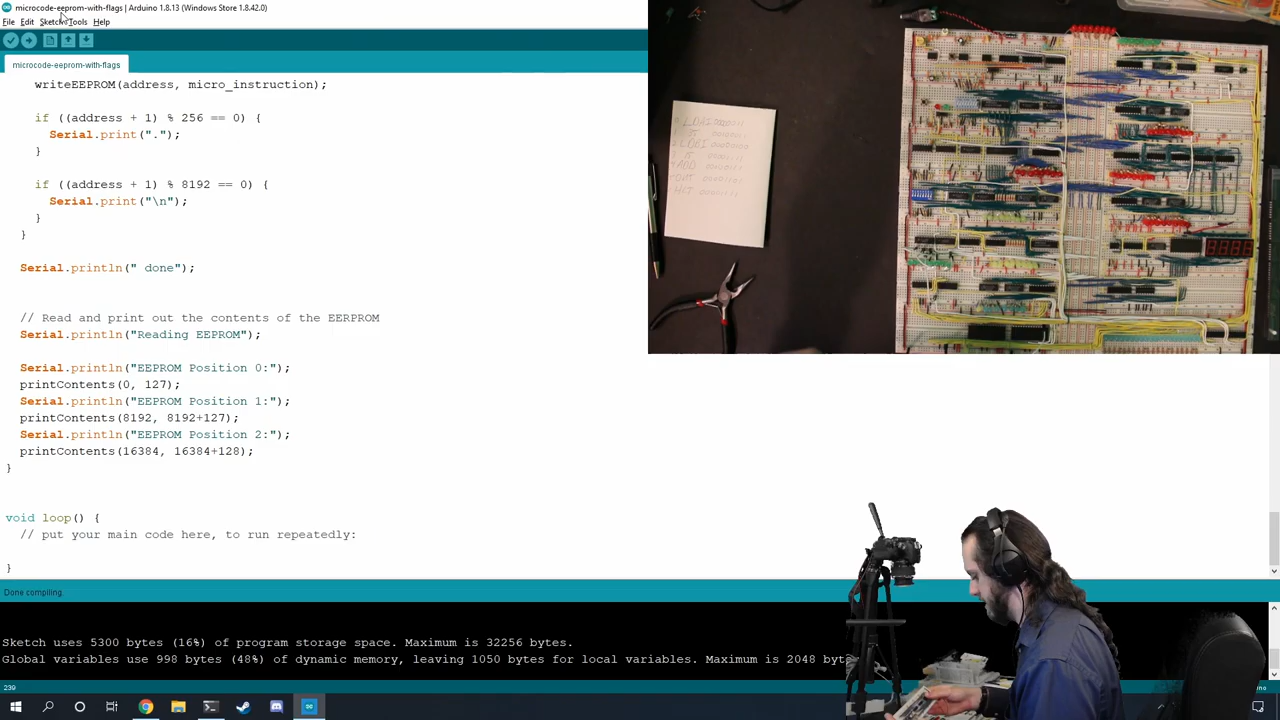 microcode-eeprom-with-flags | Arduino 1.8.13 (Windows Store 1.8.42.0)
File Edit Sketch Tools Help
microcode-eeprom-with-flags
writeEEPROM(address, micro_instruction);
if ((address + 1) % 256 == 0) {
Serial.print(".");
}
if ((address + 1) % 8192 == 0) {
Serial.print("\n");
}
}
Serial.println(" done");
// Read and print out the contents of the EERPROM
Serial.println("Reading EEPROM");
Serial.println("EEPROM Position 0:");
printContents(0, 127);
Serial.println("EEPROM Position 1:");
printContents(8192, 8192+127);
Serial.println("EEPROM Position 2:");
printContents(16384, 16384+128);
}
void loop() {
// put your main code here, to run repeatedly:
}
Done compiling.
Sketch uses 5300 bytes (16%) of program storage space. Maximum is 32256 bytes.
Global variables use 998 bytes (48%) of dynamic memory, leaving 1050 bytes for local variables. Maximum is 2048
239